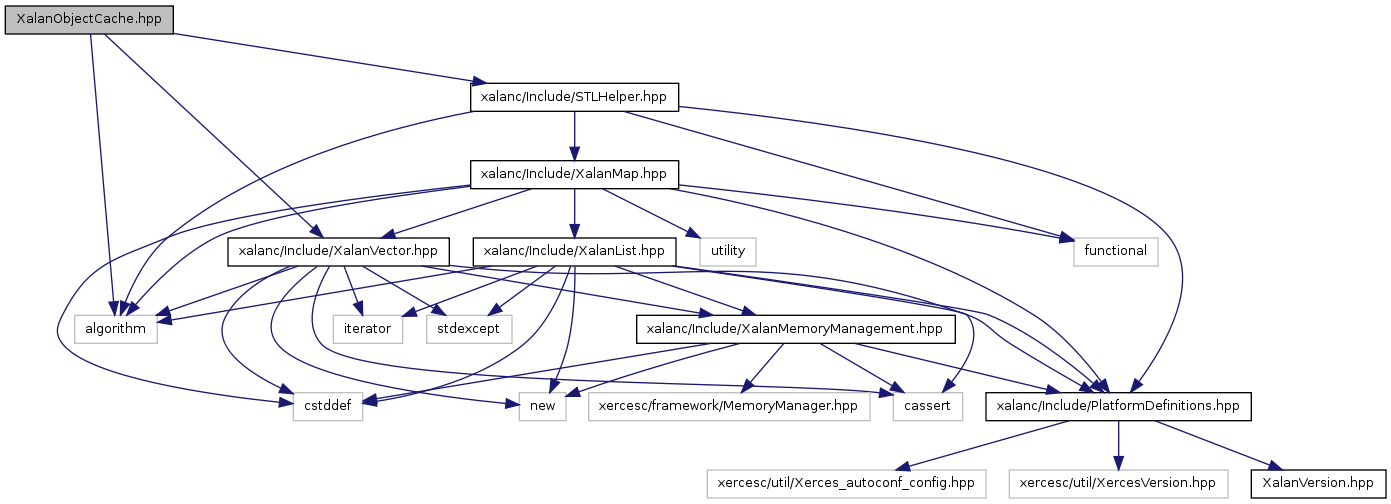 XalanObjectCache.hpp
xalanc/Include/STLHelper.hpp
xalanc/Include/XalanMap.hpp
xalanc/Include/XalanVector.hpp
xalanc/Include/XalanList.hpp
utility
functional
algorithm
iterator
stdexcept
xalanc/Include/XalanMemoryManagement.hpp
cstddef
new
xercesc/framework/MemoryManager.hpp
cassert
xalanc/Include/PlatformDefinitions.hpp
xercesc/util/Xerces_autoconf_config.hpp
xercesc/util/XercesVersion.hpp
XalanVersion.hpp